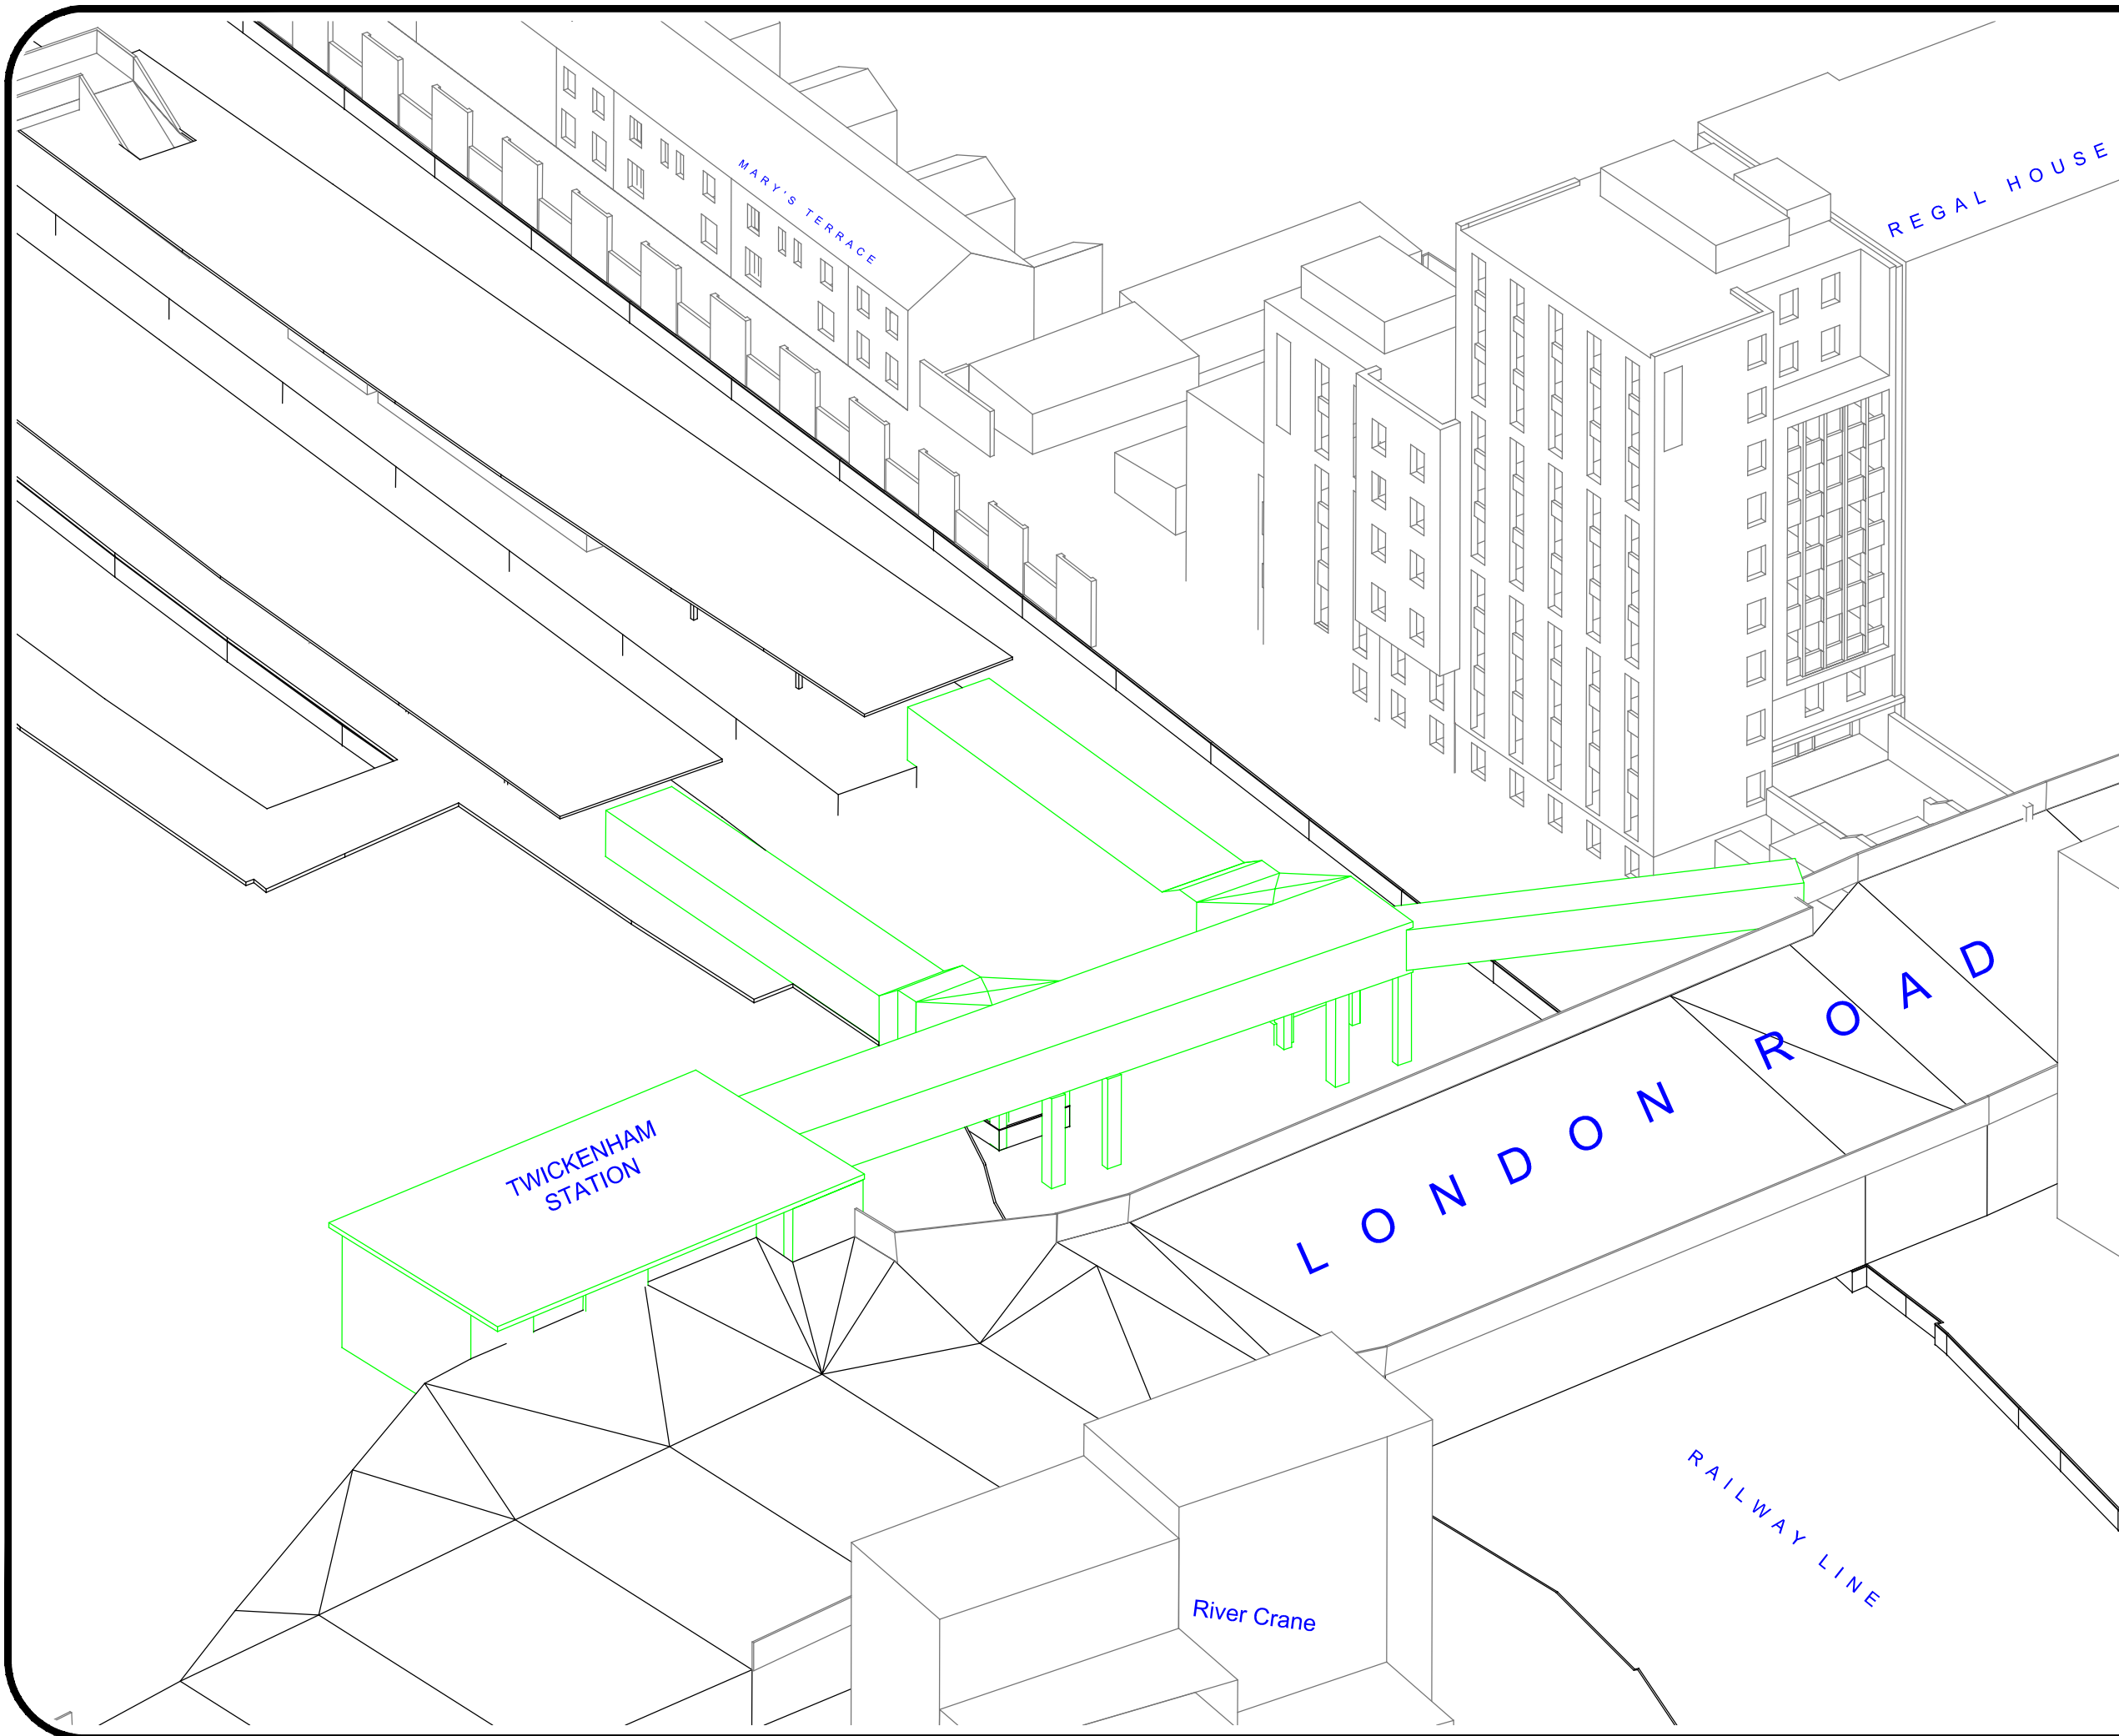 MARY'S TERRACE
REGAL HOUSE
TWICKENHAM
STATION
LONDON ROAD
RAILWAY LINE
River Crane